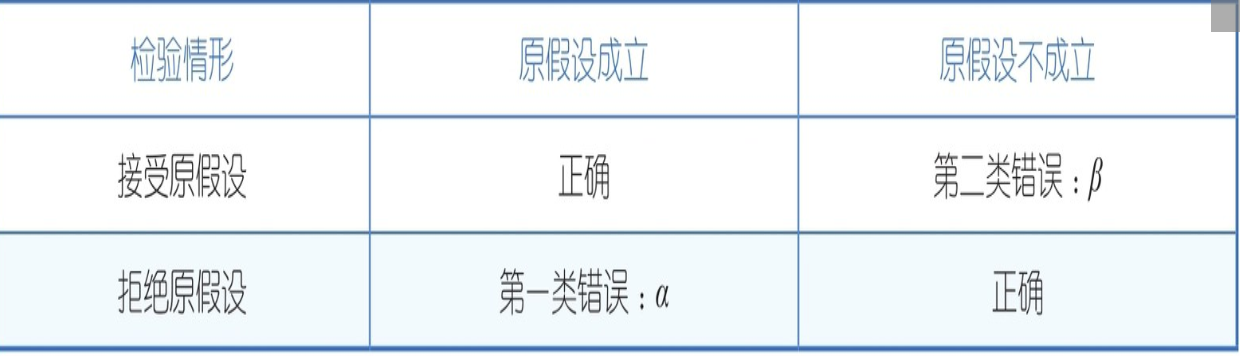 检验情形 原假设成立 原假设不成立
接受原假设 正确 第二类错误：β
拒绝原假设 第一类错误：α 正确